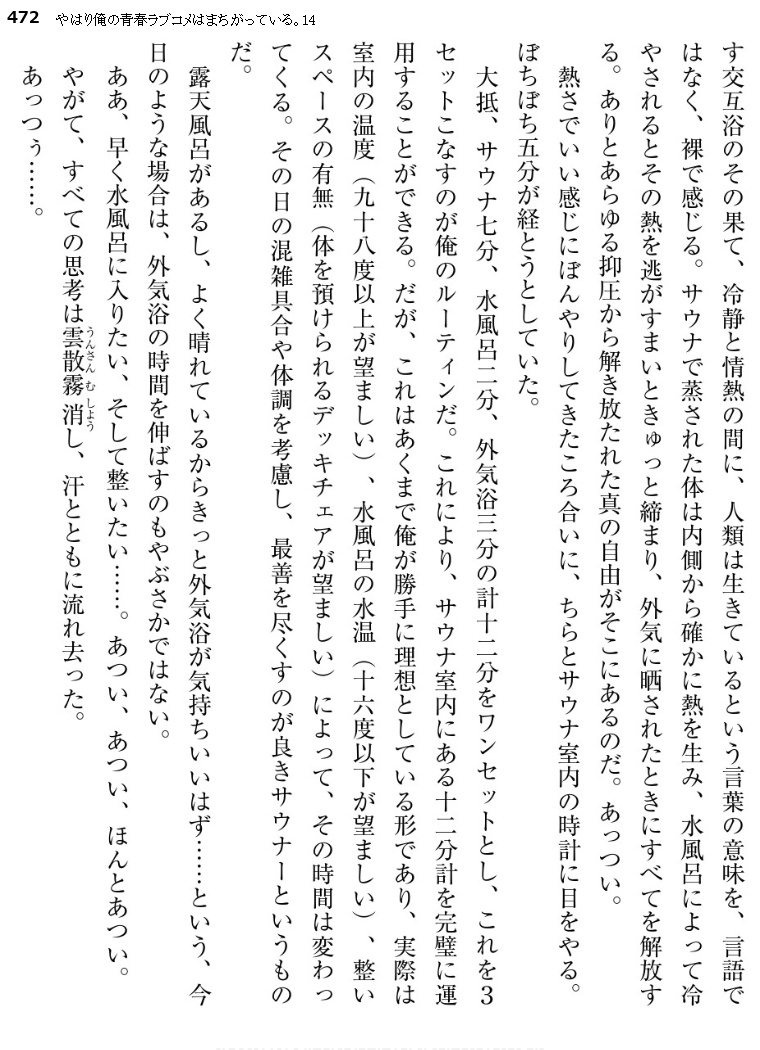 472 やはり俺の青春ラブコメはまちがっている。14
す交互浴のその果て、冷静と情熱の間に、人類は生きているという言葉の意味を、言語で
はなく、裸で感じる。サウナで蒸された体は内側から確かに熱を生み、水風呂によって冷
やされるとその熱を逃がすまいときゅっと締まり、外気に晒されたときにすべてを解放す
る。ありとあらゆる抑圧から解き放たれた真の自由がそこにあるのだ。あっつい。
熱さでいい感じにぼんやりしてきたころ合いに、ちらとサウナ室内の時計に目をやる。
ぼちぼち五分が経とうとしていた。
大抵、サウナ七分、水風呂二分、外気浴三分の計十二分をワンセットとし、これを3
セットこなすのが俺のルーティンだ。これにより、サウナ室内にある十二分計を完璧に運
用することができる。だが、これはあくまで俺が勝手に理想としている形であり、実際は
室内の温度（九十八度以上が望ましい）、水風呂の水温（十六度以下が望ましい）、整い
スペースの有無（体を預けられるデッキチェアが望ましい）によって、その時間は変わっ
てくる。その日の混雑具合や体調を考慮し、最善を尽くすのが良きサウナーというもの
だ。
露天風呂があるし、よく晴れているからきっと外気浴が気持ちいいはず……という、今
日のような場合は、外気浴の時間を伸ばすのもやぶさかではない。
ああ、早く水風呂に入りたい、そして整いたい……。あつい、あつい、ほんとあつい。
やがて、すべての思考は雲散霧消し、汗とともに流れ去った。
うんさん む しょう
あっつぅ……。